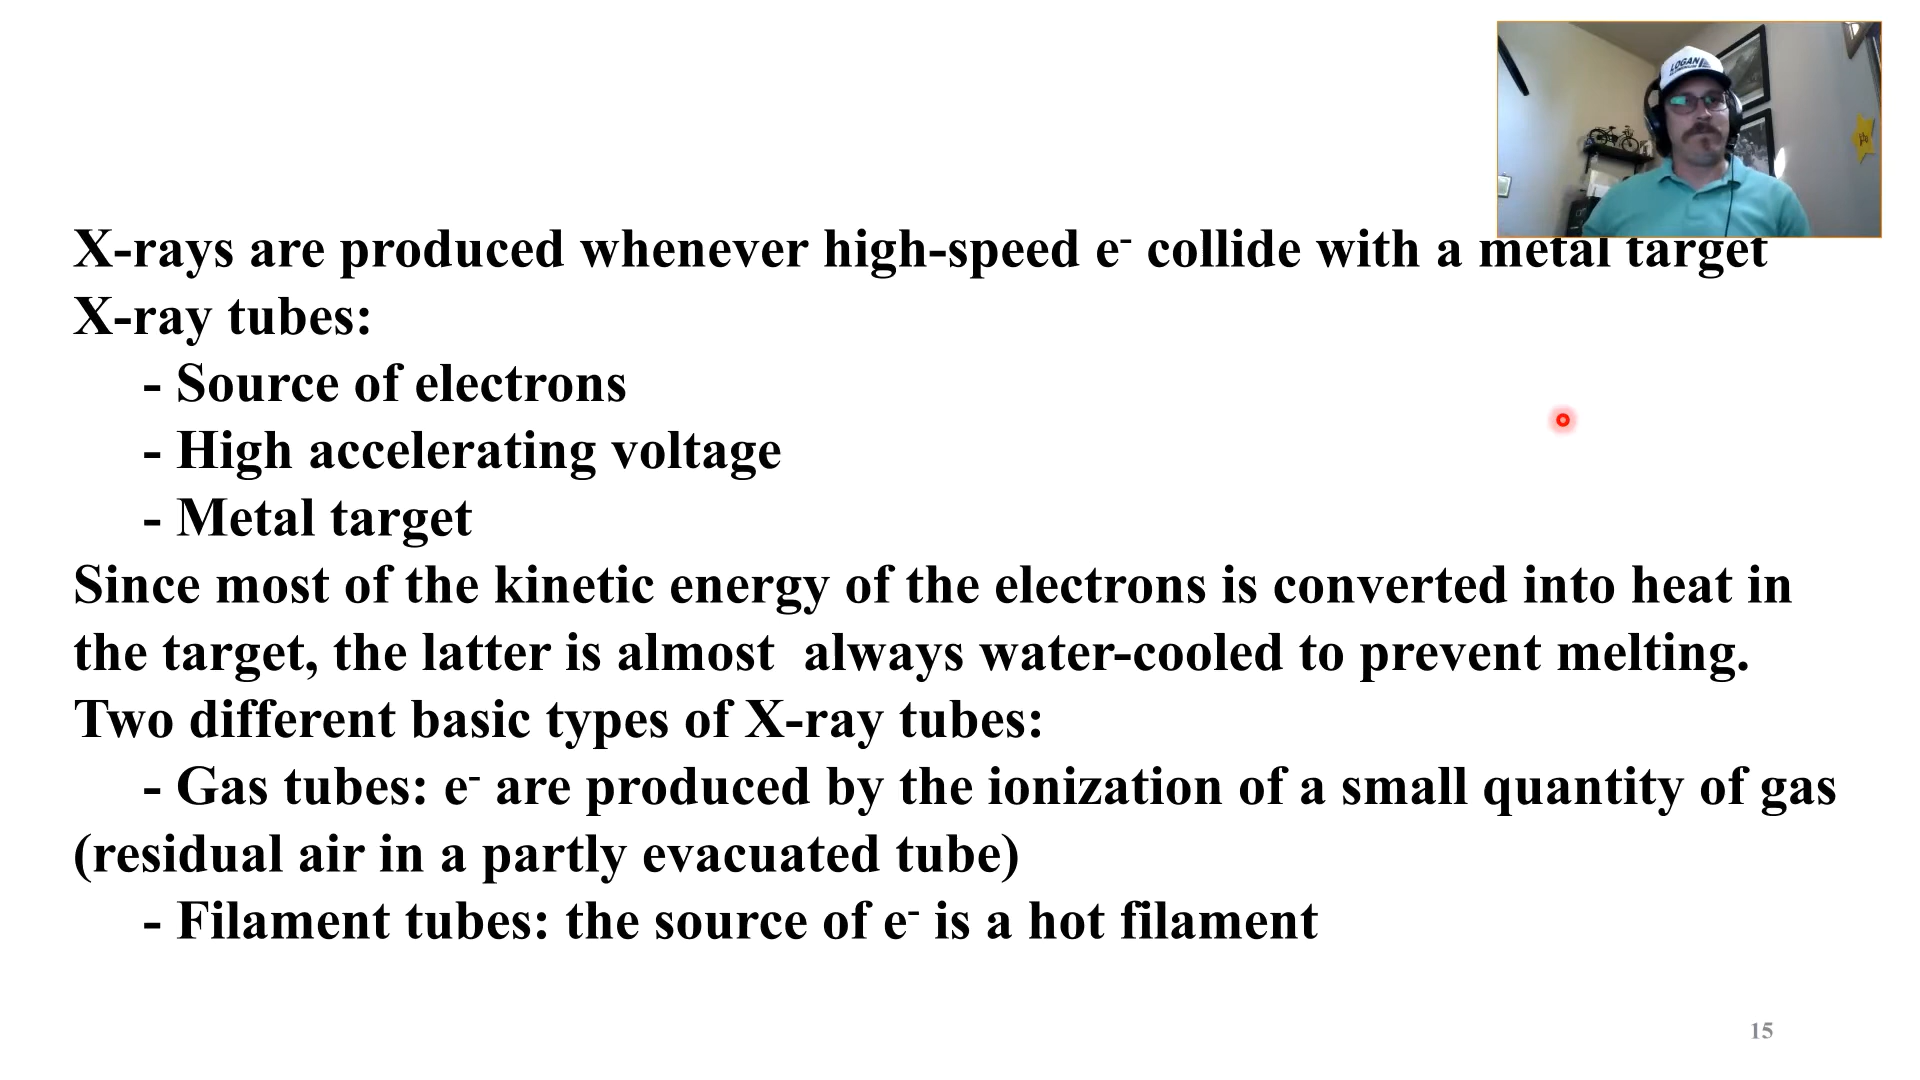 LOGAN
X-rays are produced whenever high-speed e- collide with a metal target
X-ray tubes:
- Source of electrons
- High accelerating voltage
- Metal target
Since most of the kinetic energy of the electrons is converted into heat in
the target, the latter is almost  always water-cooled to prevent melting.
Two different basic types of X-ray tubes:
- Gas tubes: e- are produced by the ionization of a small quantity of gas
(residual air in a partly evacuated tube)
- Filament tubes: the source of e- is a hot filament
15